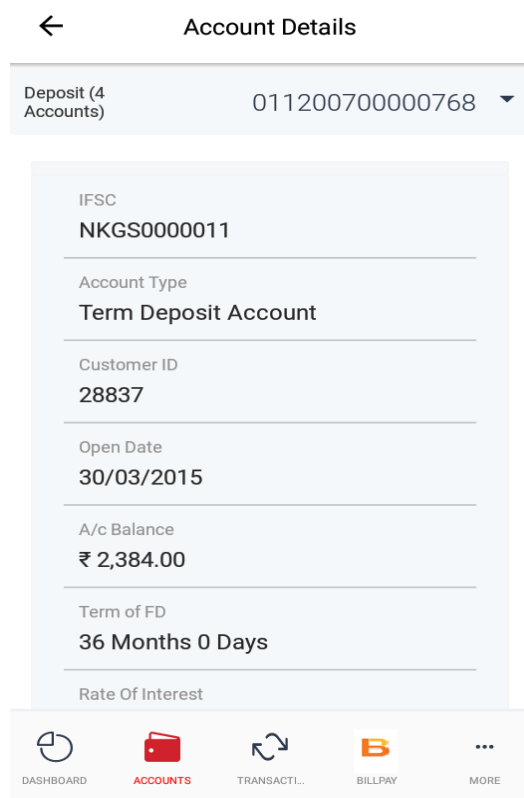 Account Details
Deposit (4
Accounts)
011200700000768
IFSC
NKGS0000011
Account Type
Term Deposit Account
Customer ID
28837
Open Date
30/03/2015
A/c Balance
₹ 2,384.00
Term of FD
36 Months 0 Days
Rate Of Interest
B
DASHBOARD
ACCOUNTS
TRANSACTI...
BILLPAY
MORE